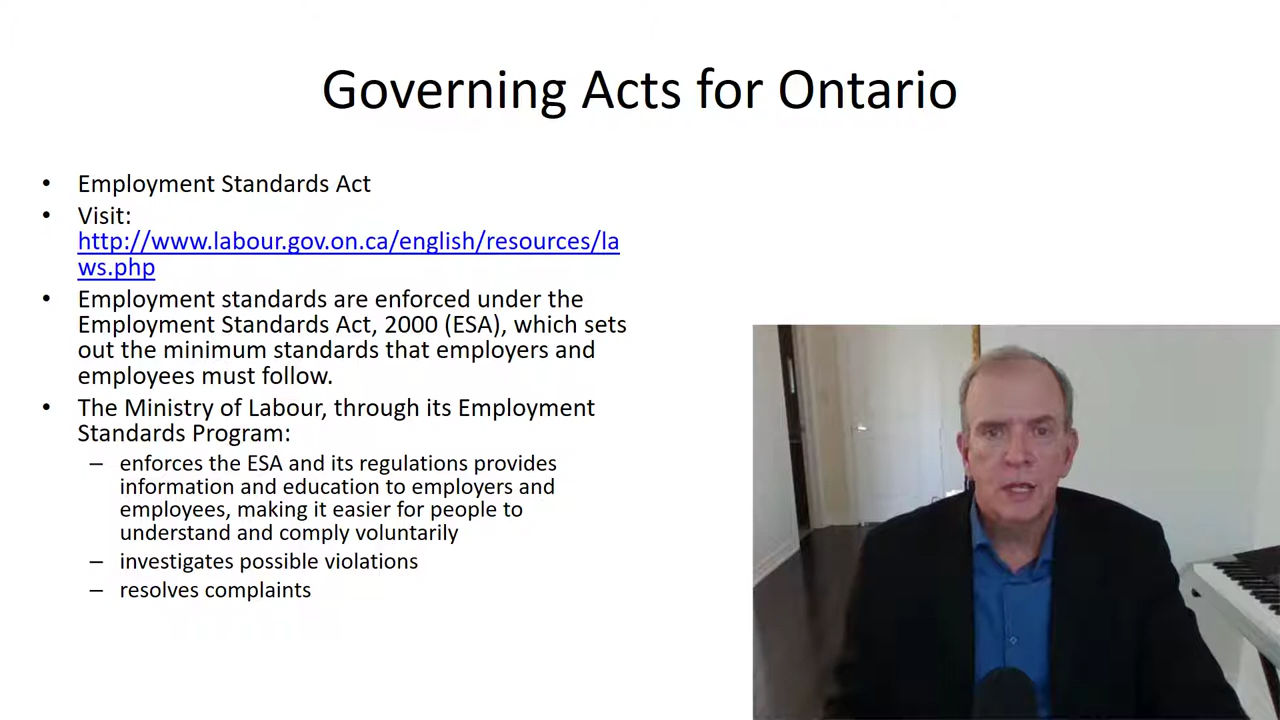 Governing Acts for Ontario
• Employment Standards Act
• Visit:
http://www.labour.gov.on.ca/english/resources/la
ws.php
• Employment standards are enforced under the
Employment Standards Act, 2000 (ESA), which sets
out the minimum standards that employers and
employees must follow.
• The Ministry of Labour, through its Employment
Standards Program:
– enforces the ESA and its regulations provides
information and education to employers and
employees, making it easier for people to
understand and comply voluntarily
– investigates possible violations
– resolves complaints